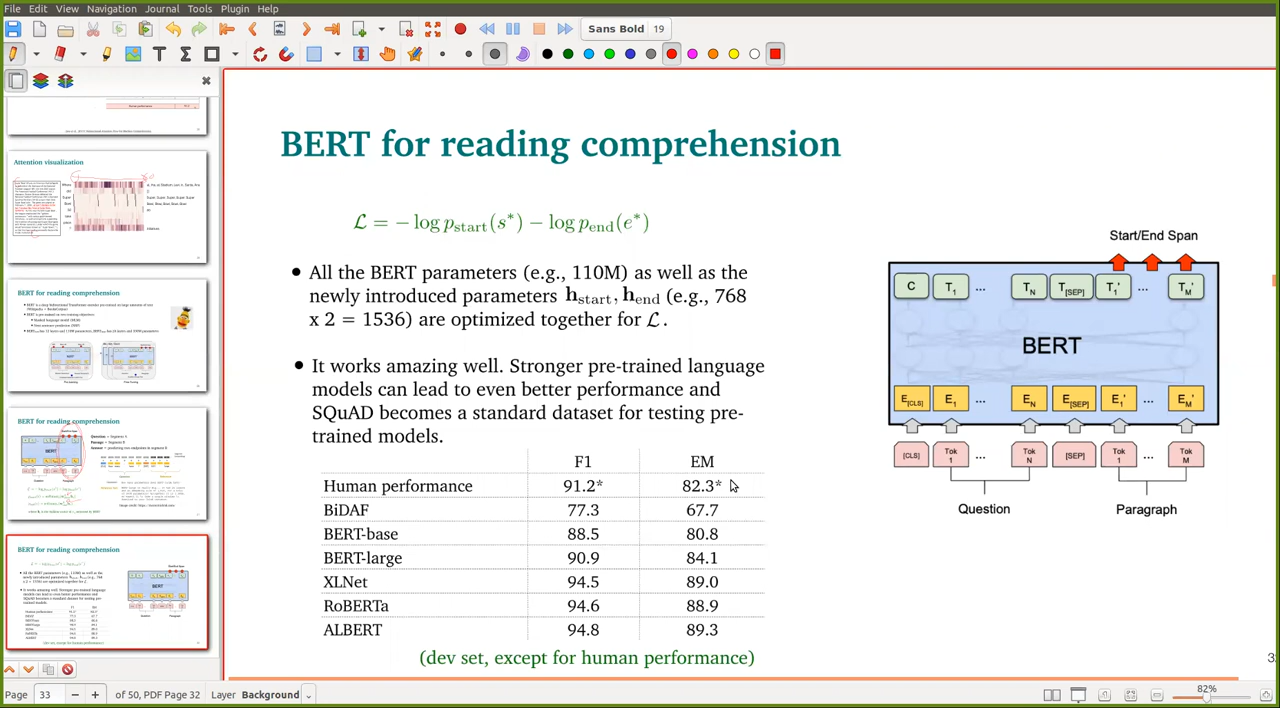 File Edit View Navigation Journal Tools Plugin Help
Sans Bold 19
Attention visualization
BERT for reading comprehension
BERT for reading comprehension
BERT for reading comprehension
BERT for reading comprehension
ℒ = − log p_start(s*) − log p_end(e*)
• All the BERT parameters (e.g., 110M) as well as the
newly introduced parameters h_start, h_end (e.g., 768
x 2 = 1536) are optimized together for ℒ.
• It works amazing well. Stronger pre-trained language
models can lead to even better performance and
SQuAD becomes a standard dataset for testing pre-
trained models.
F1 EM
Human performance 91.2* 82.3*
BiDAF 77.3 67.7
BERT-base 88.5 80.8
BERT-large 90.9 84.1
XLNet 94.5 89.0
RoBERTa 94.6 88.9
ALBERT 94.8 89.3
(dev set, except for human performance)
Start/End Span
C T1 ... TN T[SEP] T1' ... TM'
BERT
E[CLS] E1 ... EN E[SEP] E1' ... EM'
[CLS] Tok 1 ... Tok N [SEP] Tok 1 ... Tok M
Question Paragraph
Page 33 of 50, PDF Page 32 Layer Background 82%